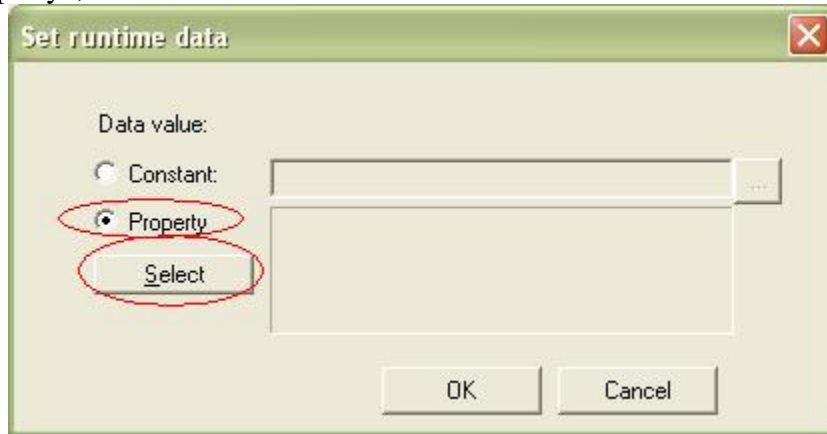 Set runtime data
Data value:
Constant:
...
Property
Select
OK Cancel